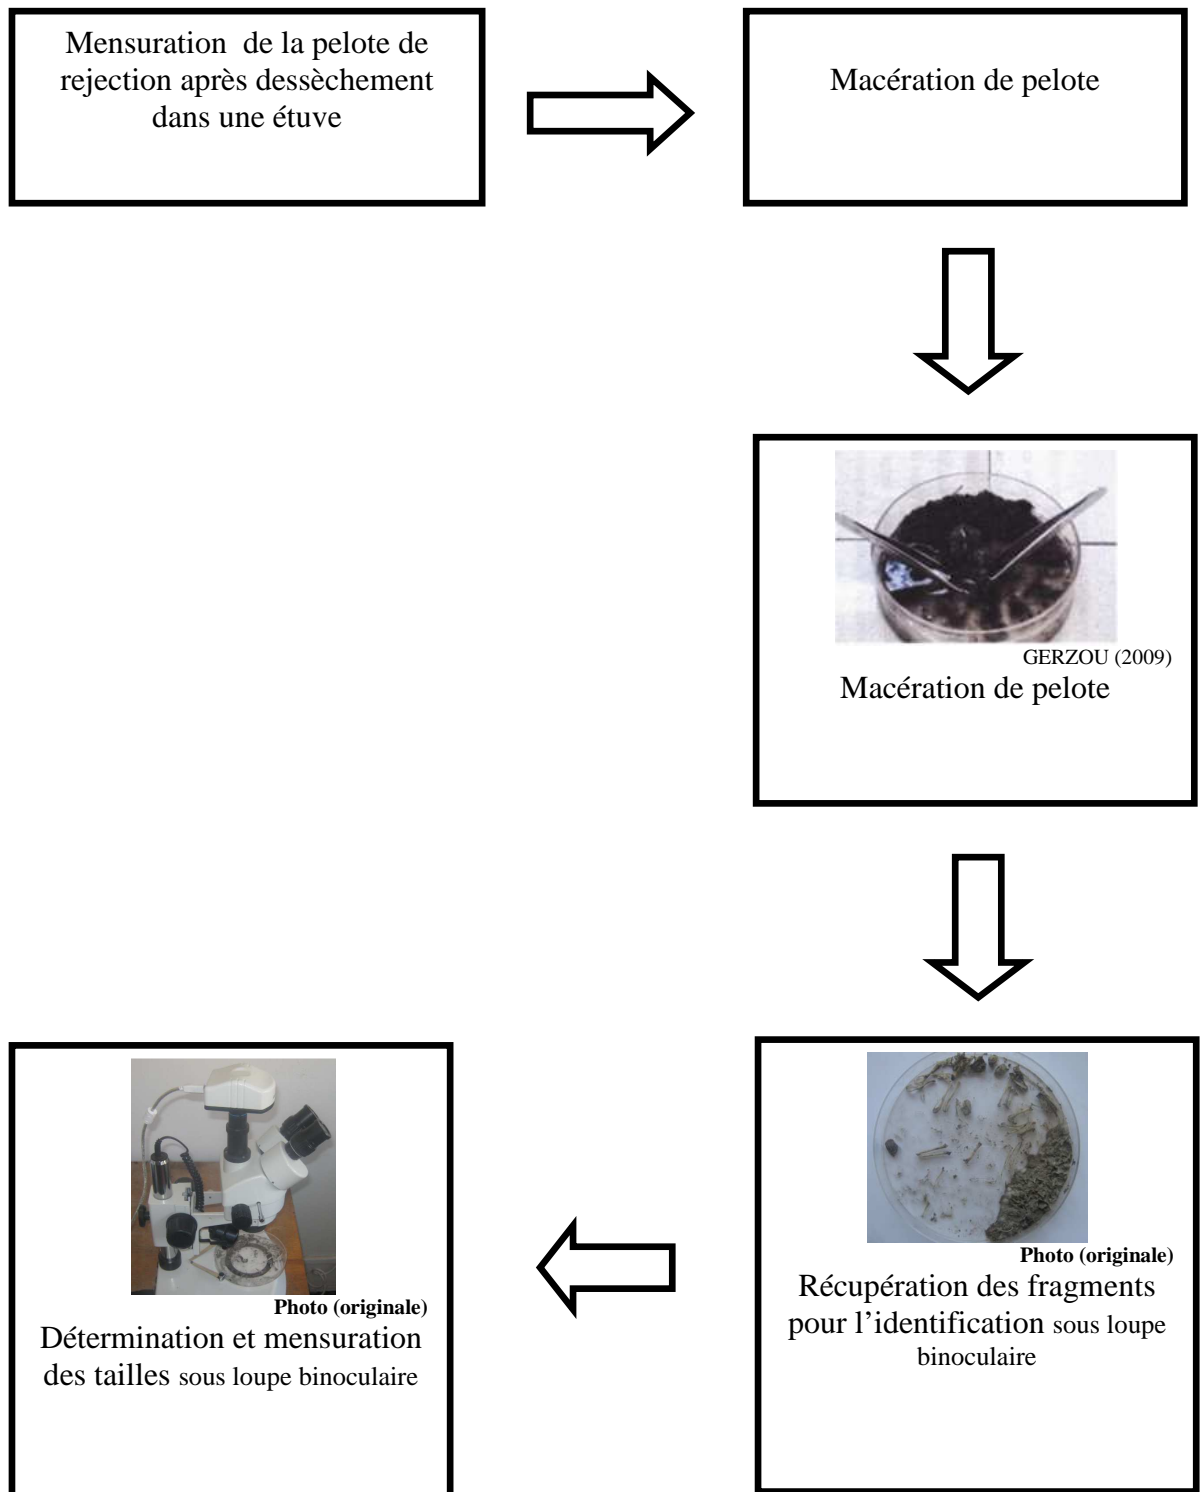 Mensuration de la pelote de
rejection après dessèchement
dans une étuve
Macération de pelote
GERZOU (2009)
Macération de pelote
Photo (originale)
Récupération des fragments
pour l’identification sous loupe
binoculaire
Photo (originale)
Détermination et mensuration
des tailles sous loupe binoculaire